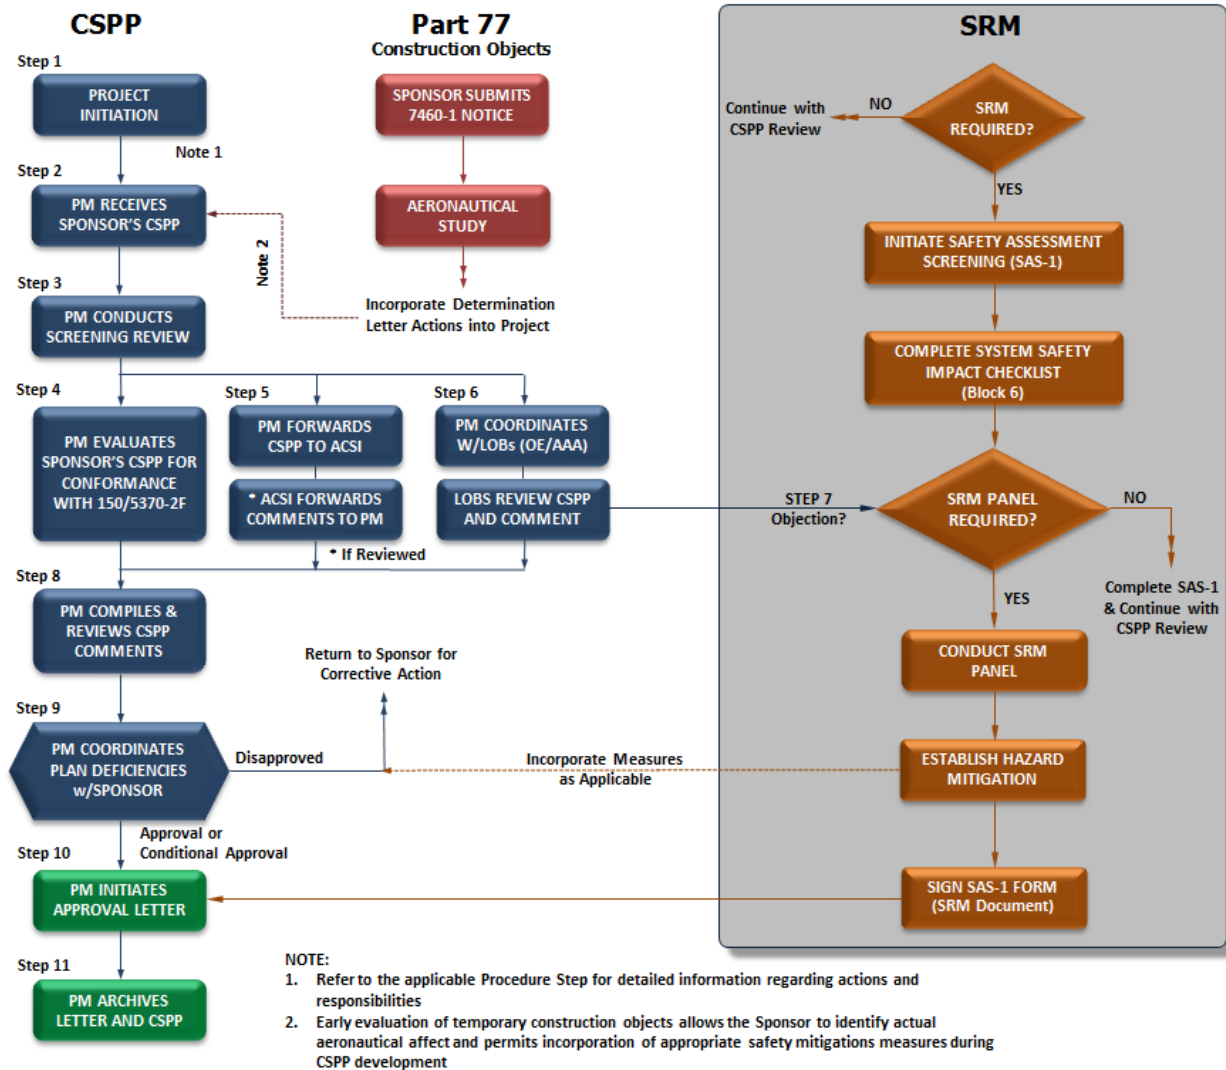 CSPP
Part 77
Construction Objects
SRM
Step 1
PROJECT
INITIATION
Note 1
SPONSOR SUBMITS
7460-1 NOTICE
Continue with
CSPP Review
NO
SRM
REQUIRED?
YES
Step 2
PM RECEIVES
SPONSOR'S CSPP
AERONAUTICAL
STUDY
Note 2
INITIATE SAFETY ASSESSMENT
SCREENING (SAS-1)
Step 3
PM CONDUCTS
SCREENING REVIEW
Incorporate Determination
Letter Actions into Project
COMPLETE SYSTEM SAFETY
IMPACT CHECKLIST
(Block 6)
Step 4
PM EVALUATES
SPONSOR'S CSPP FOR
CONFORMANCE
WITH 150/5370-2F
Step 5
PM FORWARDS
CSPP TO ACSI
* ACSI FORWARDS
COMMENTS TO PM
* If Reviewed
Step 6
PM COORDINATES
W/LOBs (OE/AAA)
LOBS REVIEW CSPP
AND COMMENT
STEP 7
Objection?
SRM PANEL
REQUIRED?
NO
Complete SAS-1
& Continue with
CSPP Review
YES
Step 8
PM COMPILES &
REVIEWS CSPP
COMMENTS
Return to Sponsor for
Corrective Action
CONDUCT SRM
PANEL
Step 9
PM COORDINATES
PLAN DEFICIENCIES
w/SPONSOR
Disapproved
Incorporate Measures
as Applicable
ESTABLISH HAZARD
MITIGATION
Approval or
Conditional Approval
Step 10
PM INITIATES
APPROVAL LETTER
SIGN SAS-1 FORM
(SRM Document)
Step 11
PM ARCHIVES
LETTER AND CSPP
NOTE:
1. Refer to the applicable Procedure Step for detailed information regarding actions and
responsibilities
2. Early evaluation of temporary construction objects allows the Sponsor to identify actual
aeronautical affect and permits incorporation of appropriate safety mitigations measures during
CSPP development